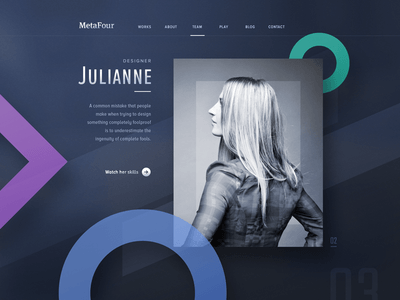 MetaFour
WORKS ABOUT TEAM PLAY BLOG CONTACT
DESIGNER
JULIANNE
A common mistake that people
make when trying to design
something completely foolproof
is to underestimate the
ingenuity of complete fools.
Watch her skills
02
03